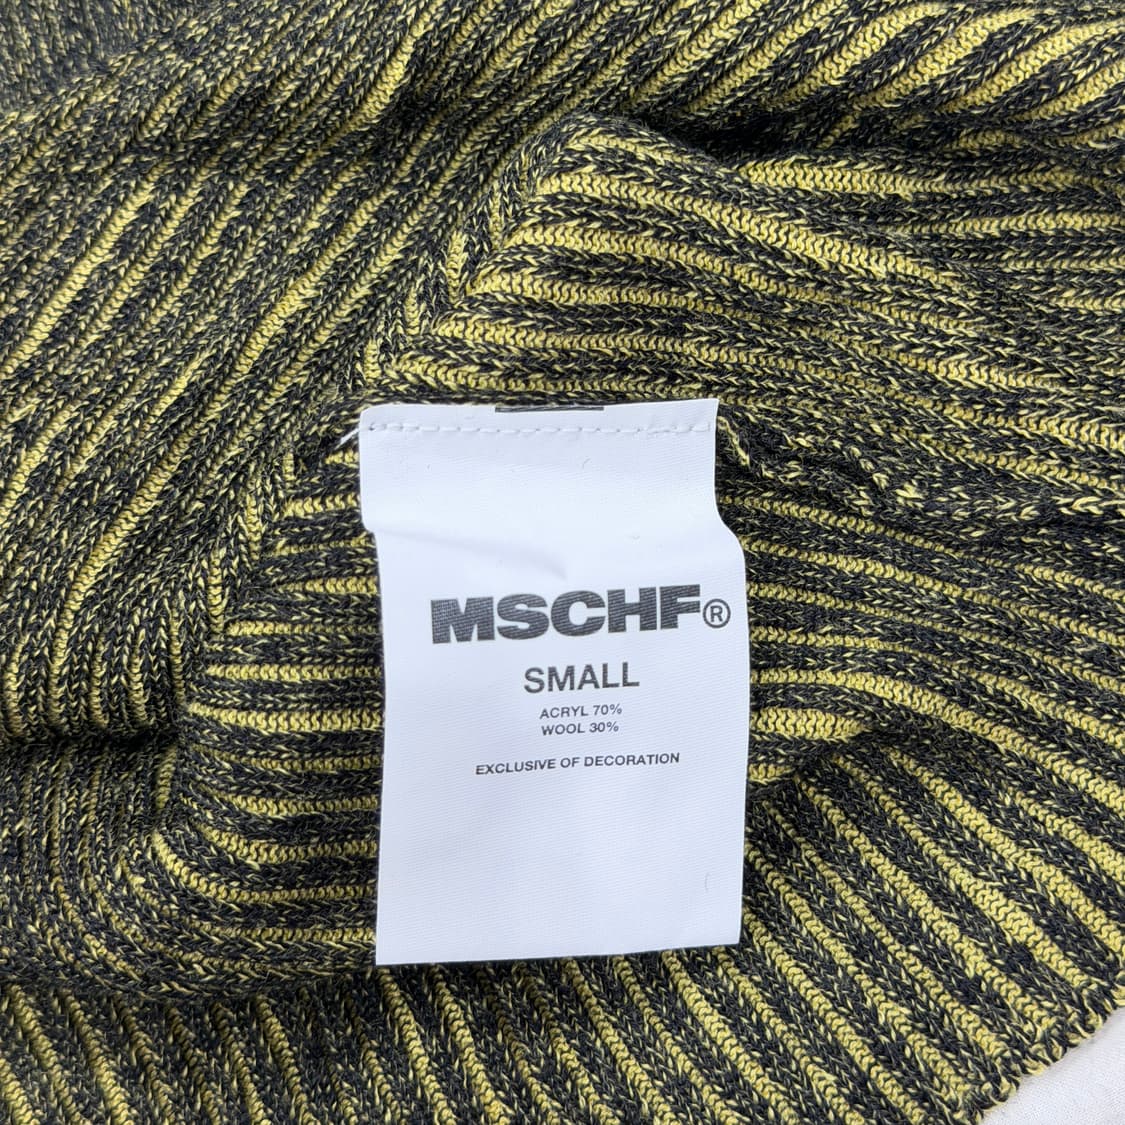 MSCHF®
SMALL
ACRYL 70%
WOOL 30%
EXCLUSIVE OF DECORATION